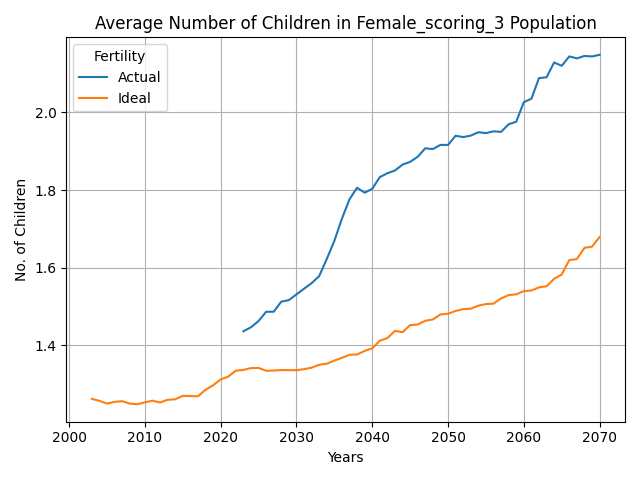 Average Number of Children in Female_scoring_3 Population
Fertility
Actual
Ideal
No. of Children
2.0
1.8
1.6
1.4
2000 2010 2020 2030 2040 2050 2060 2070
Years